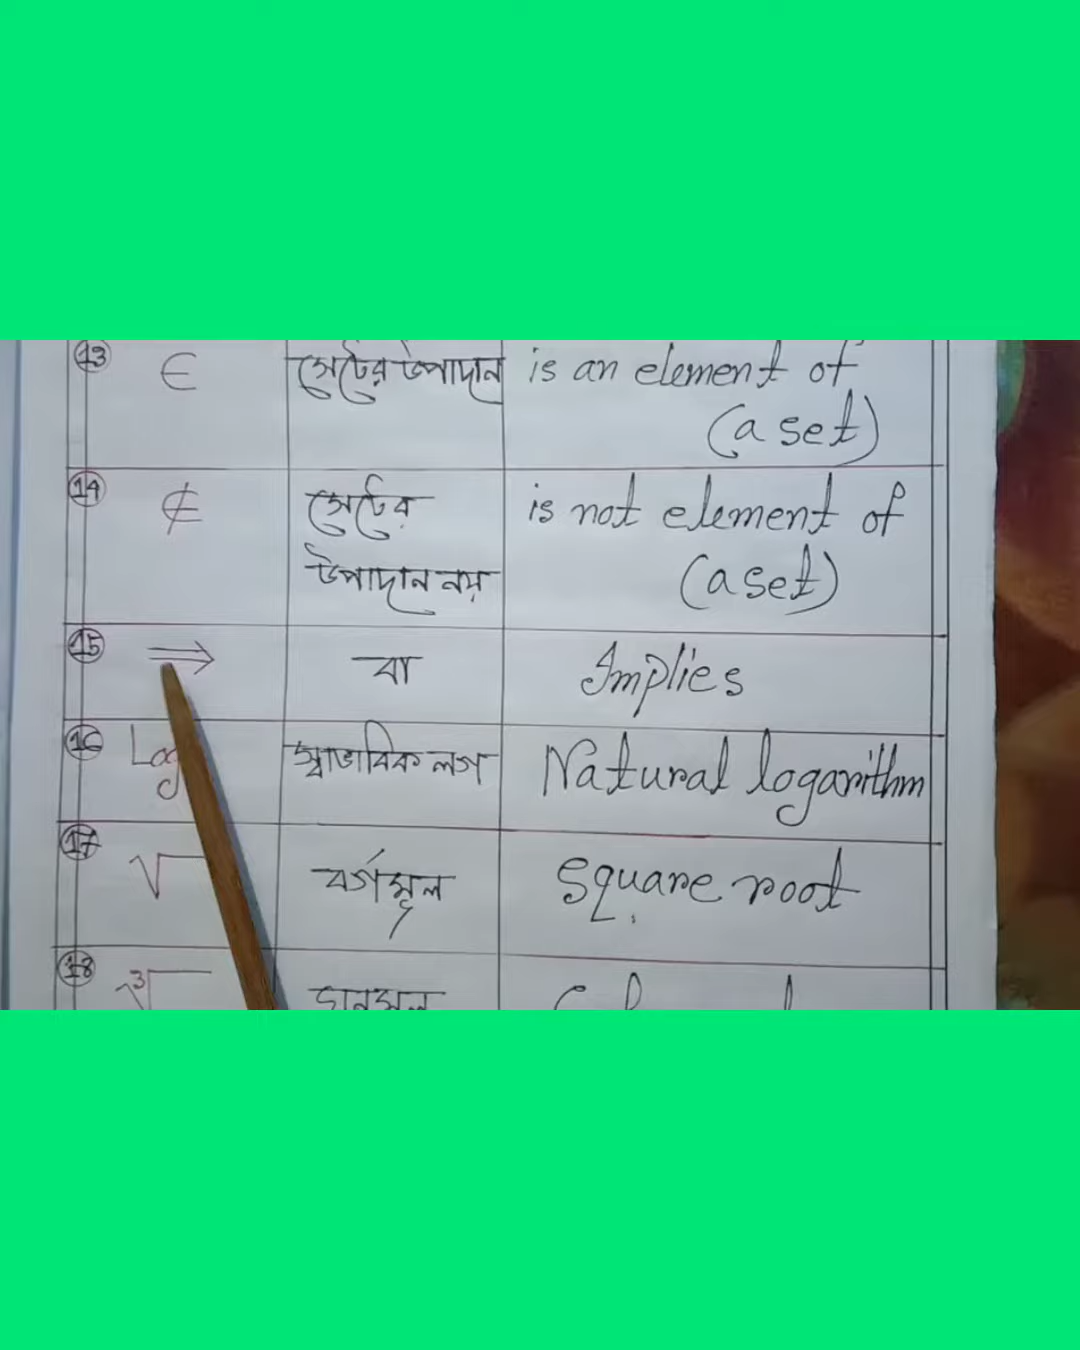 13 ∈ সেটের উপাদান is an element of
(a set)
14 ∉ সেটের is not element of
উপাদান নয় (a set)
15 ⇒ বা Implies
16 Log স্বাভাবিক লগ Natural logarithm
17 √ বর্গমূল Square root
18 ∛